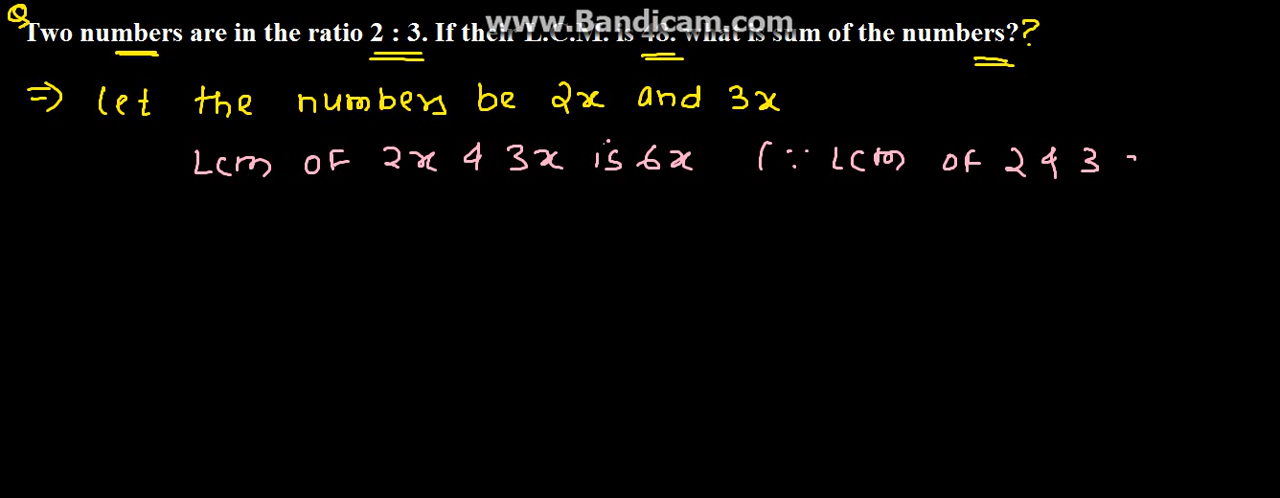 www.Bandicam.com
Q
Two numbers are in the ratio 2 : 3. If their L.C.M. is 48. what is sum of the numbers??
⇒ Let the numbers be 2x and 3x
LCM OF 2x & 3x is 6x (∵ LCM OF 2 & 3 -